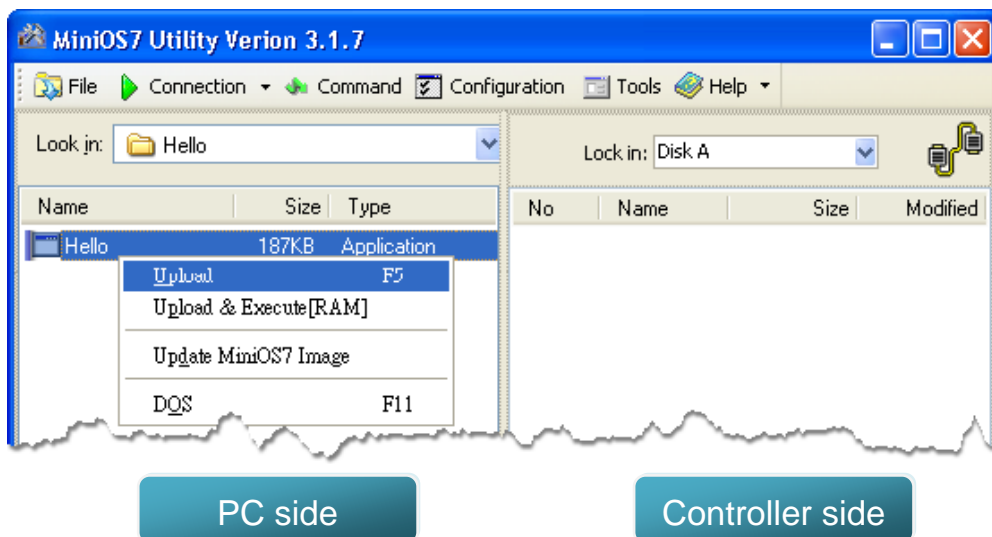 MiniOS7 Utility Verion 3.1.7
File Connection Command Configuration Tools Help
Look in: Hello
Lock in: Disk A
Name Size Type
No Name Size Modified
Hello 187KB Application
Upload F5
Upload & Execute[RAM]
Update MiniOS7 Image
DOS F11
PC side
Controller side